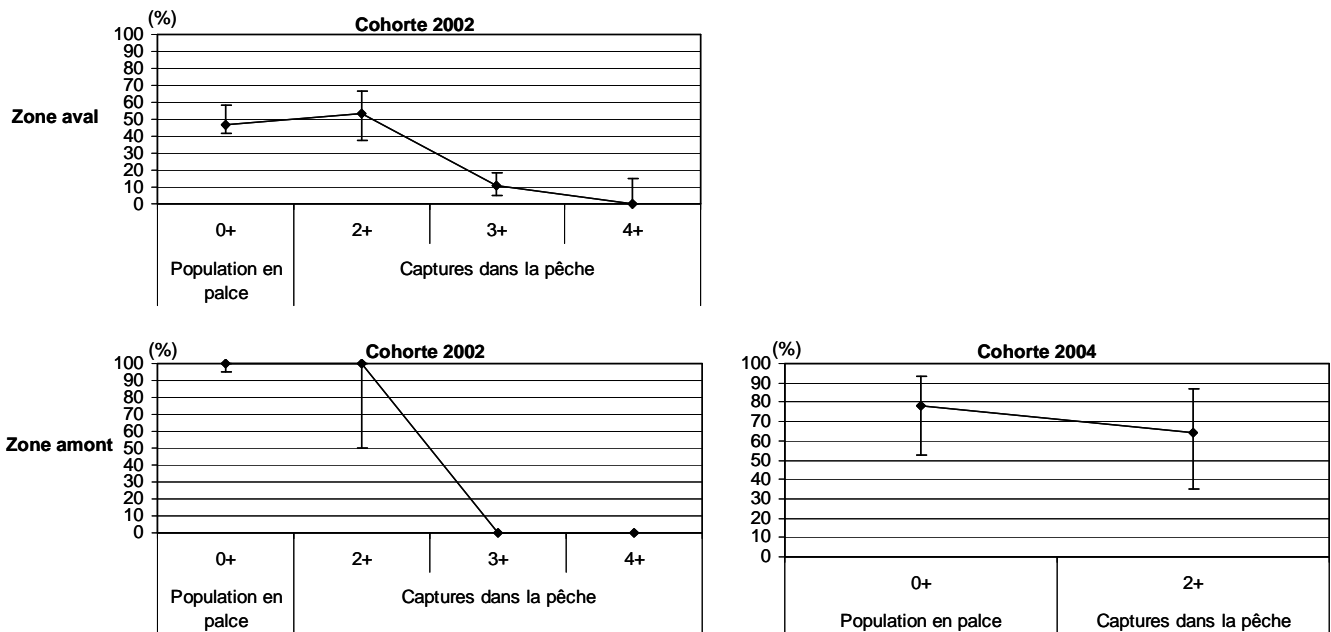 (%)
Cohorte 2002
100
90
80
70
60
50
40
30
20
10
0
Zone aval
0+ 2+ 3+ 4+
Population en
palce
Captures dans la pêche
(%)
Cohorte 2002
100
90
80
70
60
50
40
30
20
10
0
Zone amont
0+ 2+ 3+ 4+
Population en
palce
Captures dans la pêche
(%)
Cohorte 2004
100
90
80
70
60
50
40
30
20
10
0
0+ 2+
Population en palce Captures dans la pêche